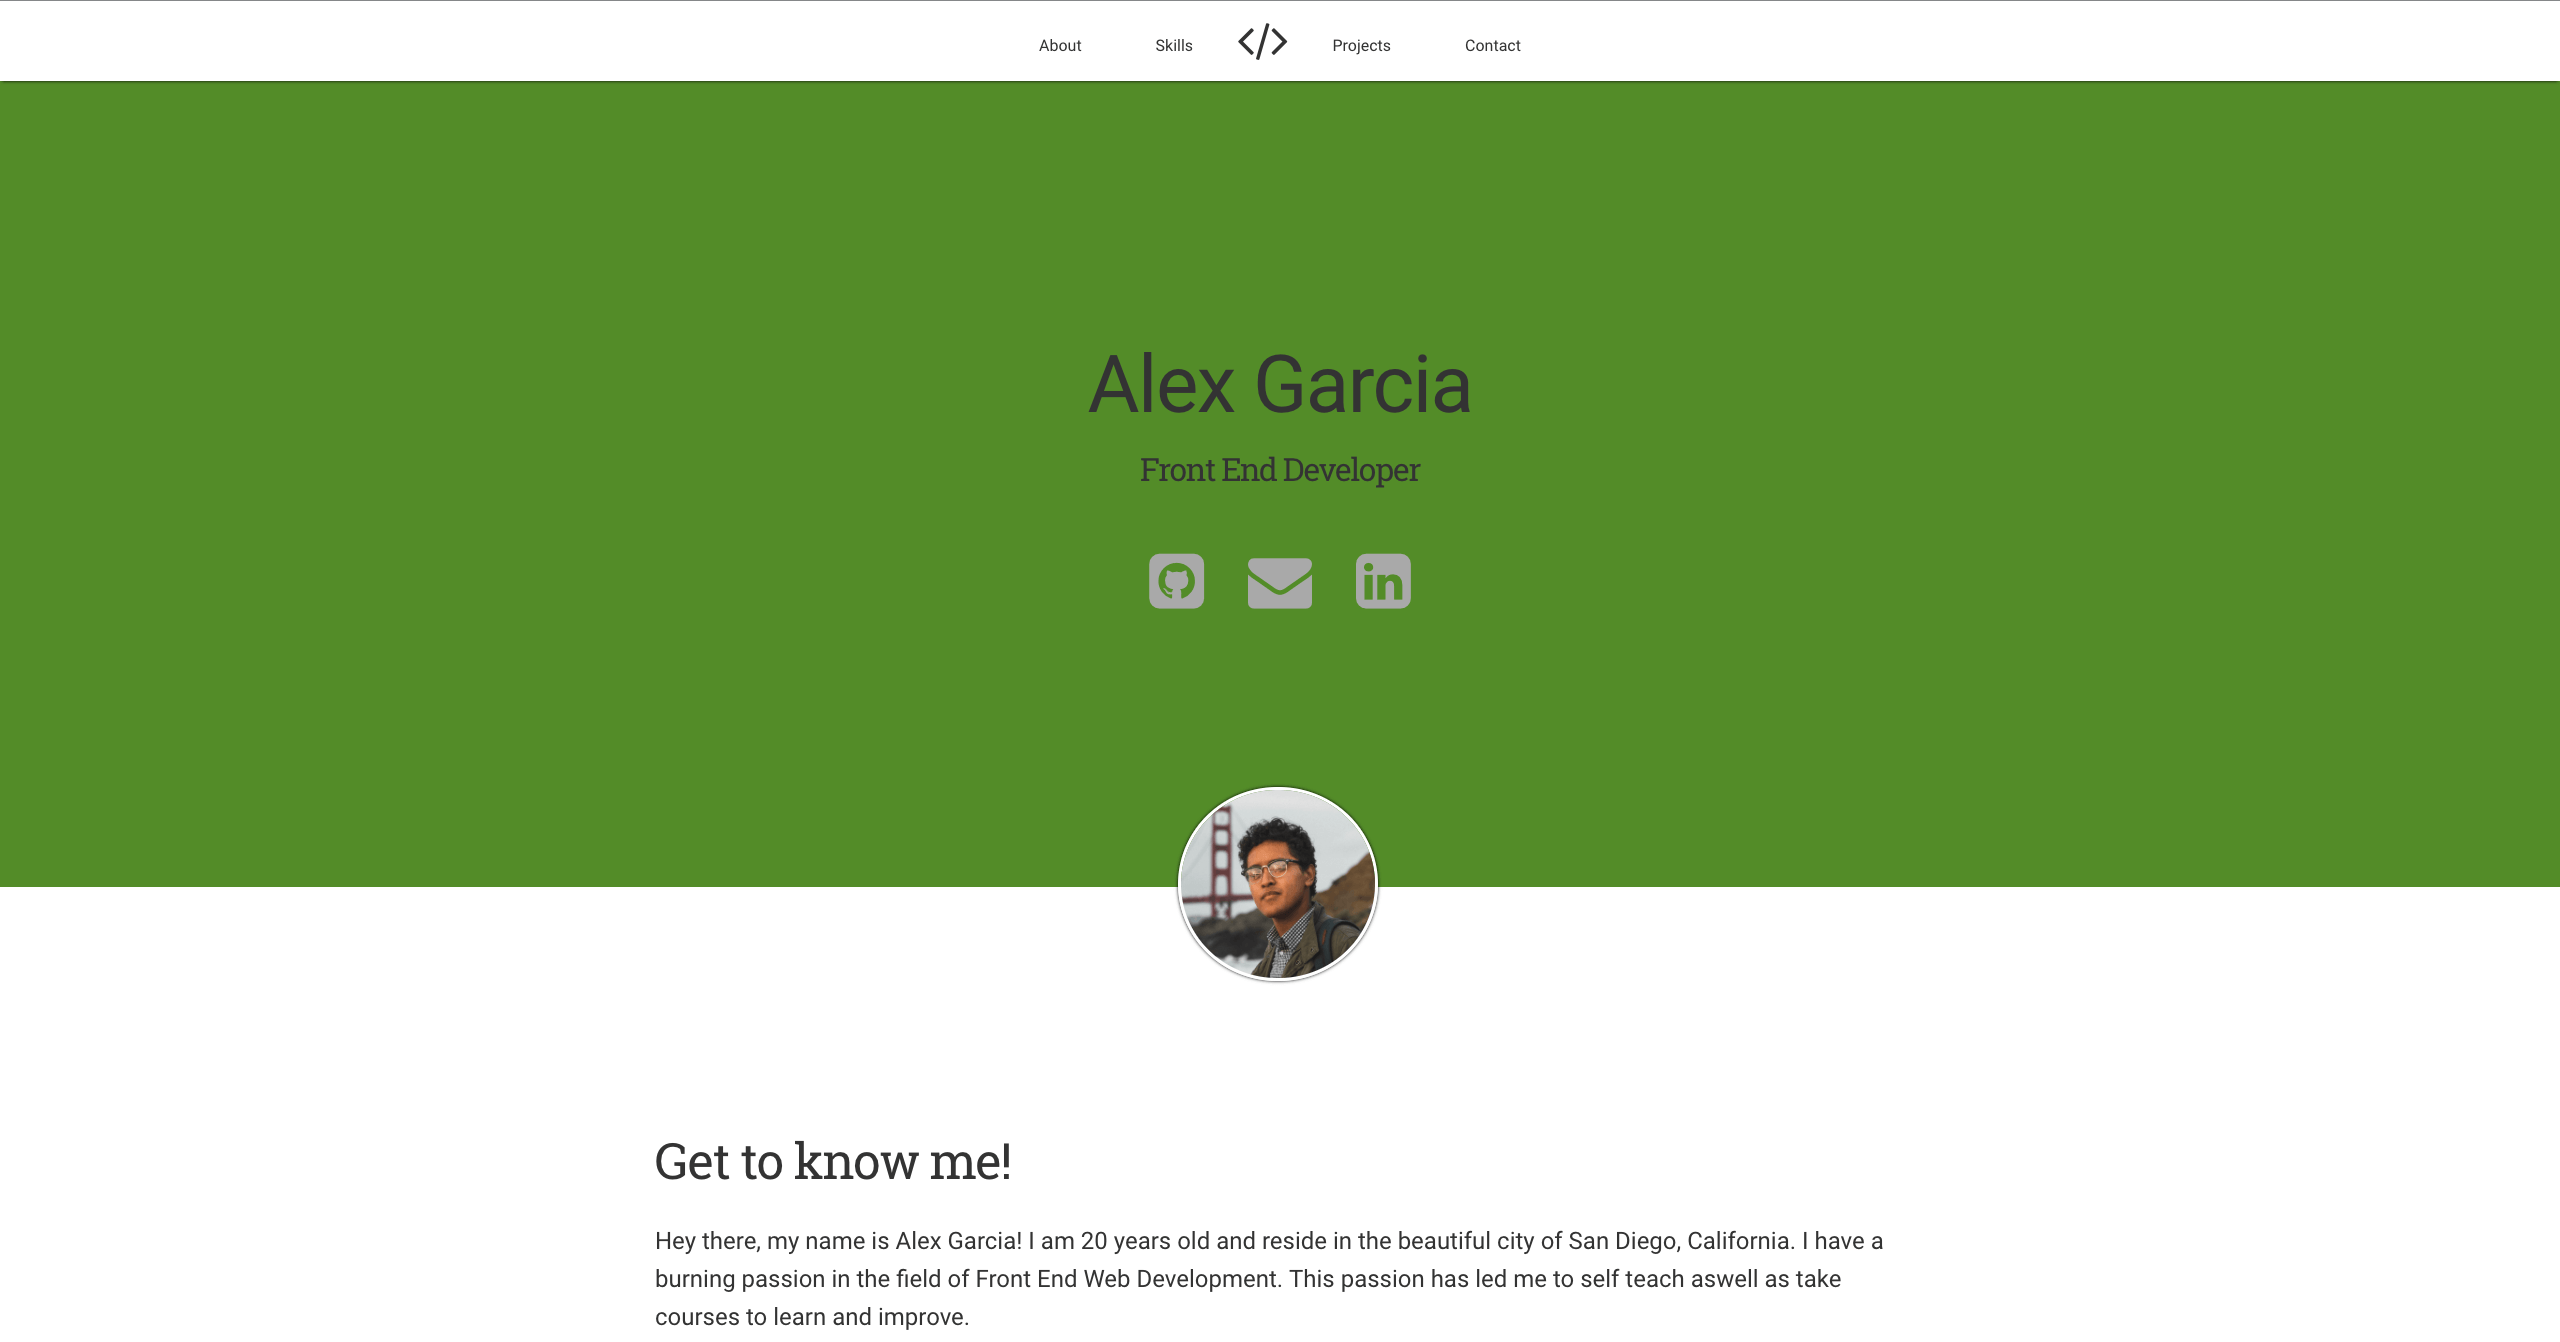 About Skills </> Projects Contact
Alex Garcia
Front End Developer
in
Get to know me!
Hey there, my name is Alex Garcia! I am 20 years old and reside in the beautiful city of San Diego, California. I have a
burning passion in the field of Front End Web Development. This passion has led me to self teach aswell as take
courses to learn and improve.